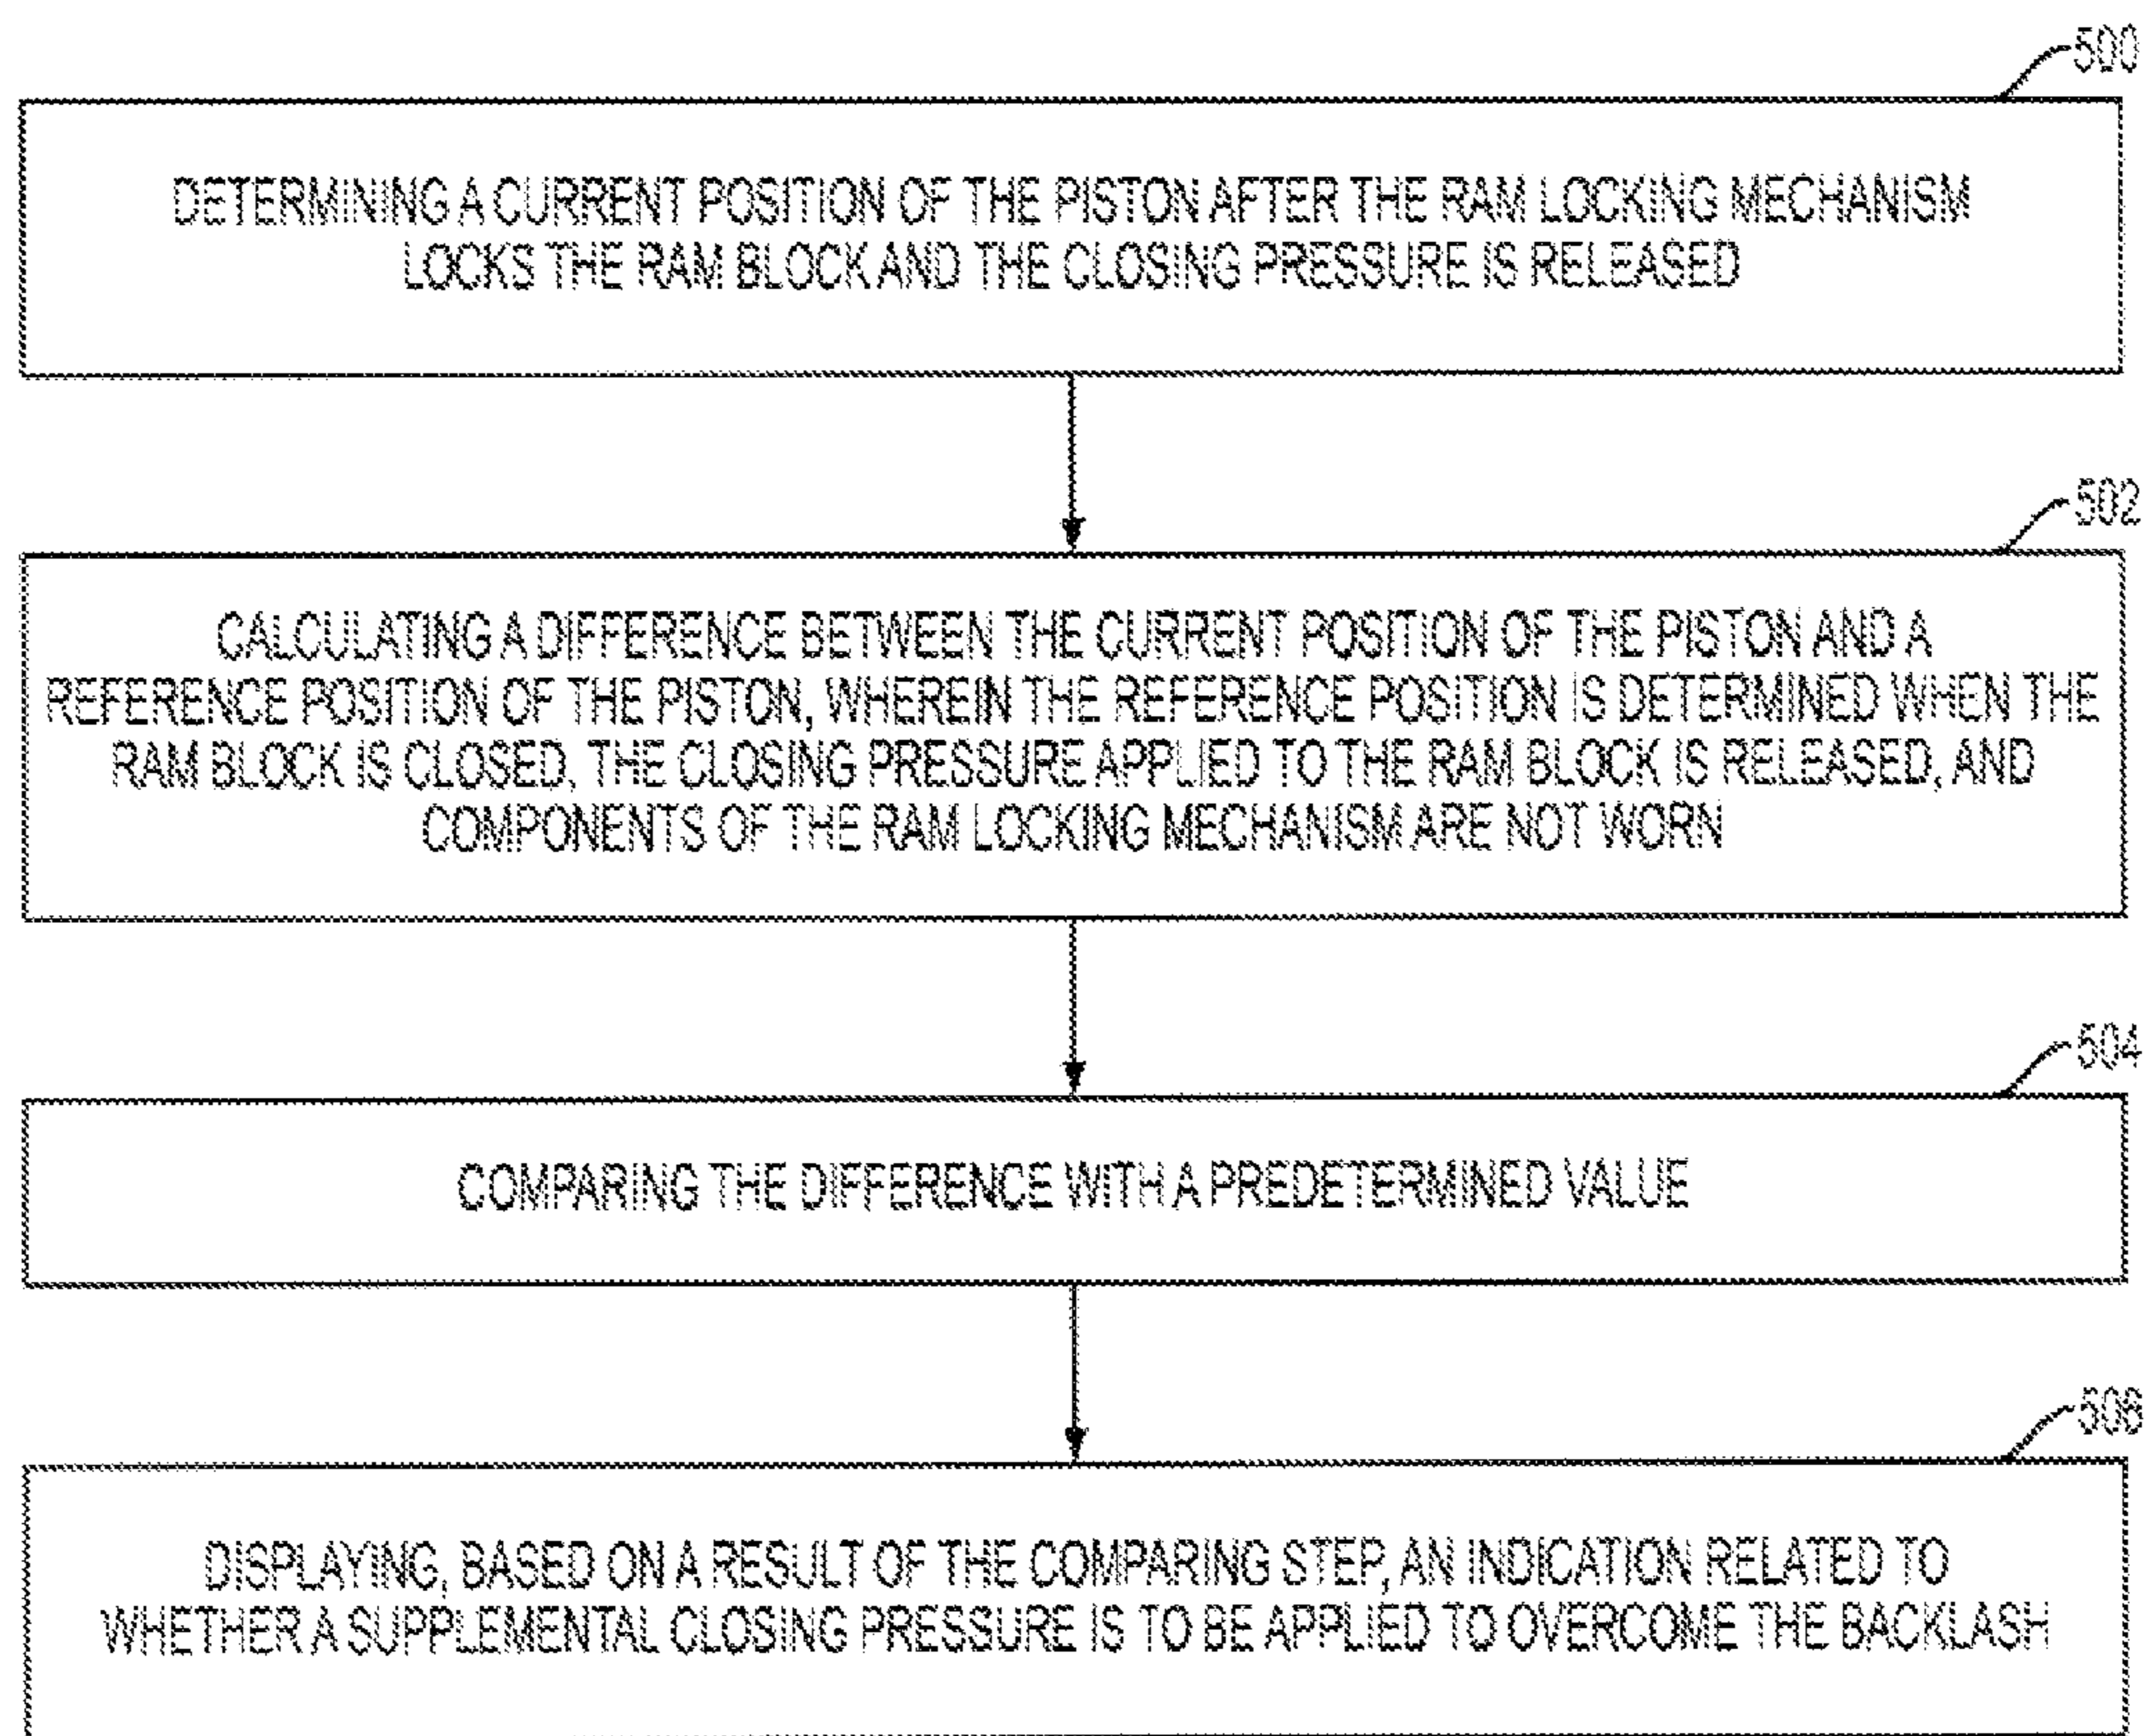 500
DETERMINING A CURRENT POSITION OF THE PISTON AFTER THE RAM LOCKING MECHANISM
LOCKS THE RAM BLOCK AND THE CLOSING PRESSURE IS RELEASED
502
CALCULATING A DIFFERENCE BETWEEN THE CURRENT POSITION OF THE PISTON AND A
REFERENCE POSITION OF THE PISTON, WHEREIN THE REFERENCE POSITION IS DETERMINED WHEN THE
RAM BLOCK IS CLOSED, THE CLOSING PRESSURE APPLIED TO THE RAM BLOCK IS RELEASED, AND
COMPONENTS OF THE RAM LOCKING MECHANISM ARE NOT WORN
504
COMPARING THE DIFFERENCE WITH A PREDETERMINED VALUE
506
DISPLAYING, BASED ON A RESULT OF THE COMPARING STEP, AN INDICATION RELATED TO
WHETHER A SUPPLEMENTAL CLOSING PRESSURE IS TO BE APPLIED TO OVERCOME THE BACKLASH